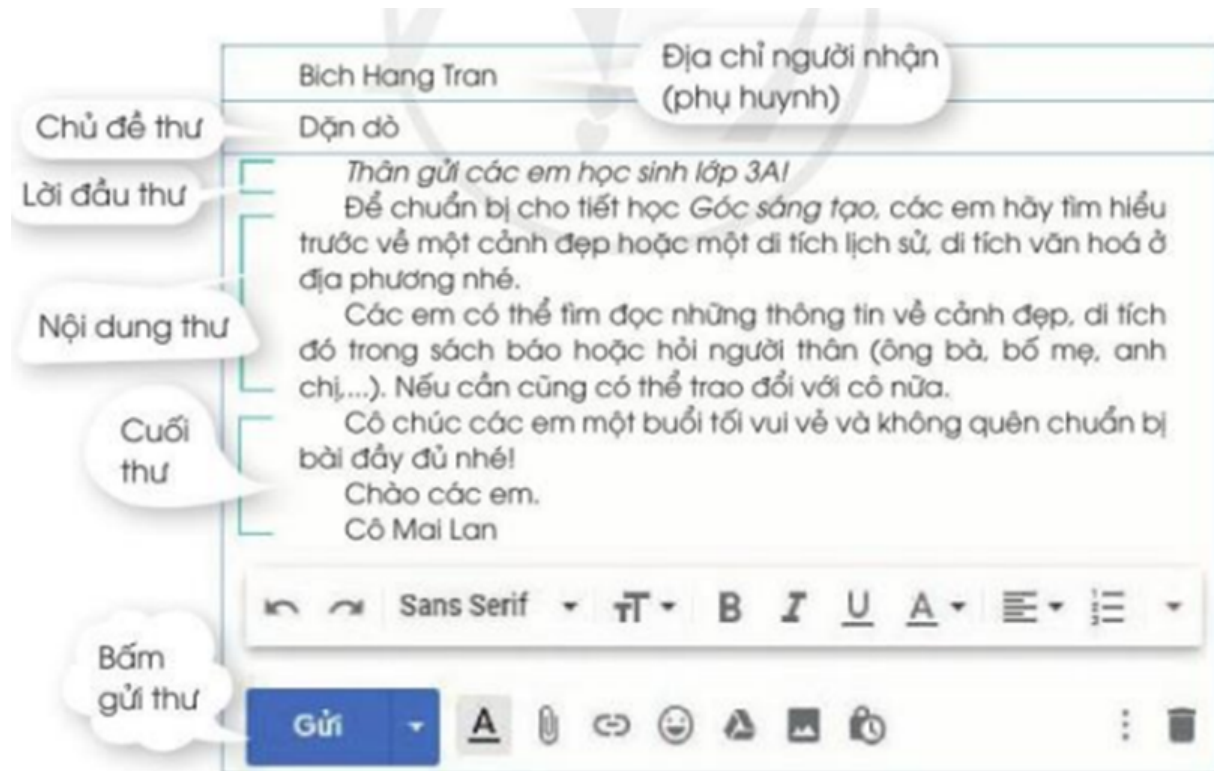 Bich Hang Tran
Địa chỉ người nhận
(phụ huynh)
Chủ đề thư
Dặn dò
Lời đầu thư
Thân gửi các em học sinh lớp 3A!
Để chuẩn bị cho tiết học Góc sáng tạo, các em hãy tìm hiểu
trước về một cảnh đẹp hoặc một di tích lịch sử, di tích văn hoá ở
địa phương nhé.
Nội dung thư
Các em có thể tìm đọc những thông tin về cảnh đẹp, di tích
đó trong sách báo hoặc hỏi người thân (ông bà, bố mẹ, anh
chị,...). Nếu cần cũng có thể trao đổi với cô nữa.
Cuối
thư
Cô chúc các em một buổi tối vui vẻ và không quên chuẩn bị
bài đầy đủ nhé!
Chào các em.
Cô Mai Lan
Sans Serif
B I U A
Bấm
gửi thư
Gửi
A